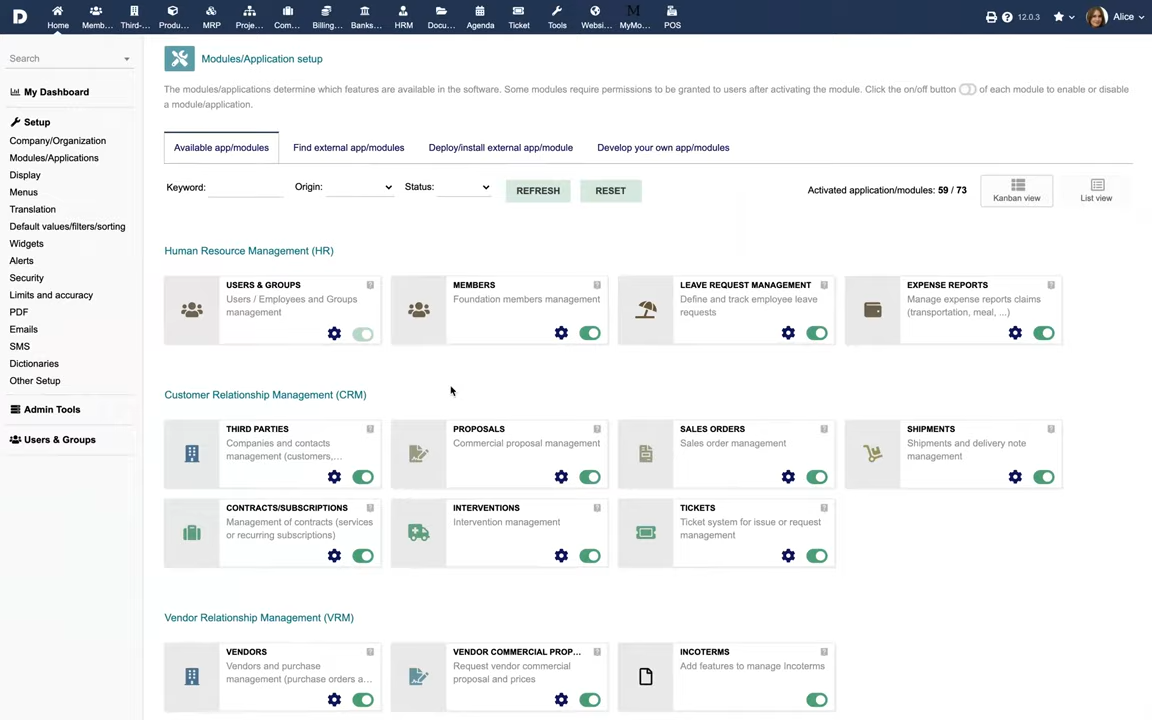 D
Home
Memb...
Third-...
Produ...
MRP
Proje...
Com...
Billing...
Banks...
HRM
Docu...
Agenda
Ticket
Tools
Websi...
M
MyMo...
POS
12.0.3
Alice
Search
My Dashboard
Setup
Company/Organization
Modules/Applications
Display
Menus
Translation
Default values/filters/sorting
Widgets
Alerts
Security
Limits and accuracy
PDF
Emails
SMS
Dictionaries
Other Setup
Admin Tools
Users & Groups
Modules/Application setup
The modules/applications determine which features are available in the software. Some modules require permissions to be granted to users after activating the module. Click the on/off button of each module to enable or disable
a module/application.
Available app/modules
Find external app/modules
Deploy/install external app/module
Develop your own app/modules
Keyword:
Origin:
Status:
REFRESH
RESET
Activated application/modules: 59 / 73
Kanban view
List view
Human Resource Management (HR)
USERS & GROUPS
Users / Employees and Groups
management
MEMBERS
Foundation members management
LEAVE REQUEST MANAGEMENT
Define and track employee leave
requests
EXPENSE REPORTS
Manage expense reports claims
(transportation, meal, ...)
Customer Relationship Management (CRM)
THIRD PARTIES
Companies and contacts
management (customers,...
PROPOSALS
Commercial proposal management
SALES ORDERS
Sales order management
SHIPMENTS
Shipments and delivery note
management
CONTRACTS/SUBSCRIPTIONS
Management of contracts (services
or recurring subscriptions)
INTERVENTIONS
Intervention management
TICKETS
Ticket system for issue or request
management
Vendor Relationship Management (VRM)
VENDORS
Vendors and purchase
management (purchase orders a...
VENDOR COMMERCIAL PROP...
Request vendor commercial
proposal and prices
INCOTERMS
Add features to manage Incoterms